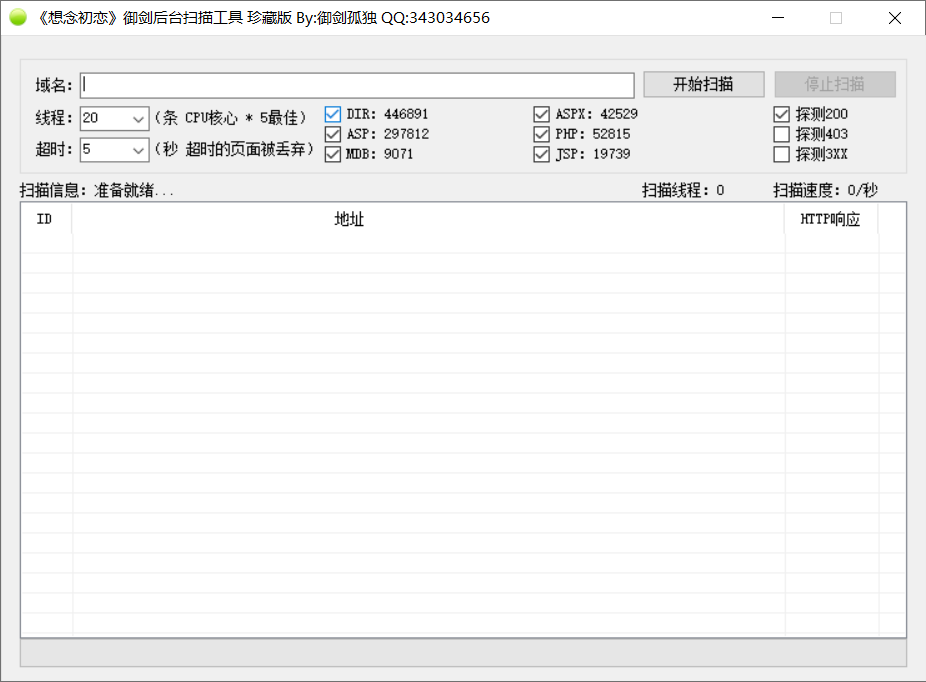 《想念初恋》御剑后台扫描工具 珍藏版 By:御剑孤独 QQ:343034656
域名: 开始扫描 停止扫描
线程: 20 (条 CPU核心 * 5最佳) DIR: 446891 ASPX: 42529 探测200
ASP: 297812 PHP: 52815 探测403
超时: 5 (秒 超时的页面被丢弃) MDB: 9071 JSP: 19739 探测3XX
扫描信息: 准备就绪... 扫描线程: 0 扫描速度: 0/秒
ID 地址 HTTP响应